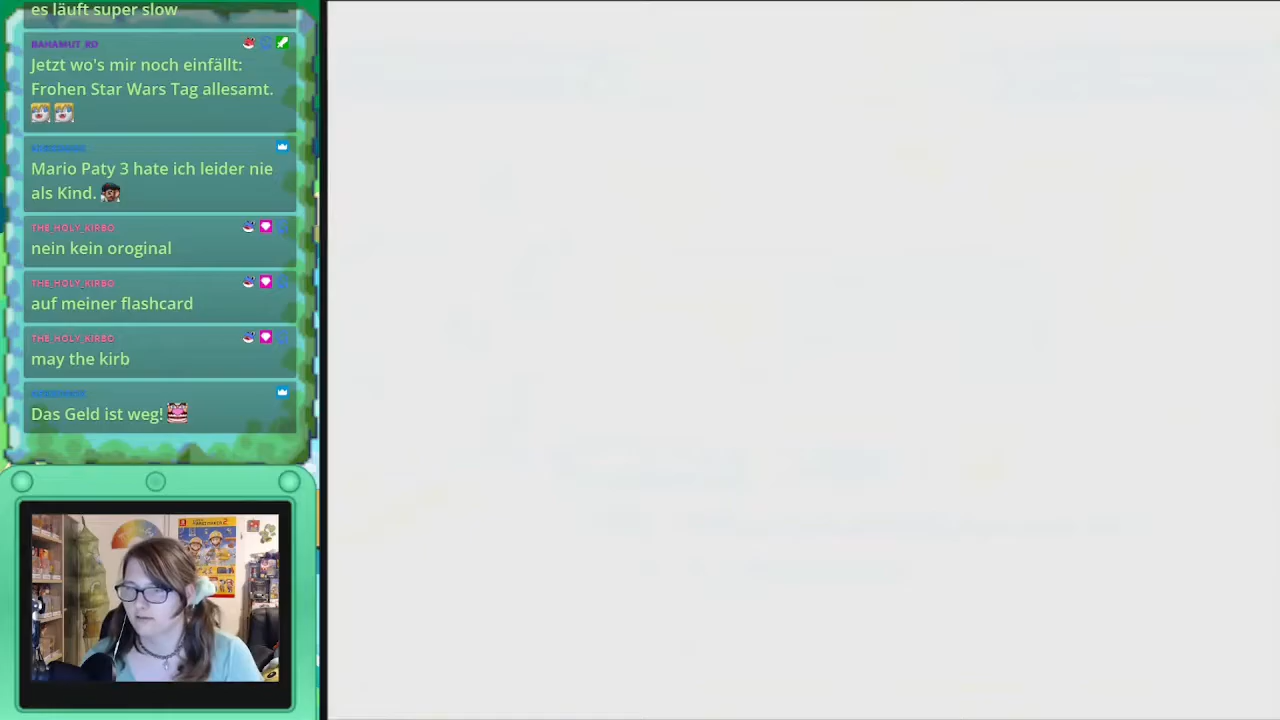 es läuft super slow
BAHAMUT_RD
Jetzt wo's mir noch einfällt:
Frohen Star Wars Tag allesamt.
Mario Paty 3 hate ich leider nie
als Kind.
THE_HOLY_KIRBO
nein kein oroginal
THE_HOLY_KIRBO
auf meiner flashcard
THE_HOLY_KIRBO
may the kirb
Das Geld ist weg!